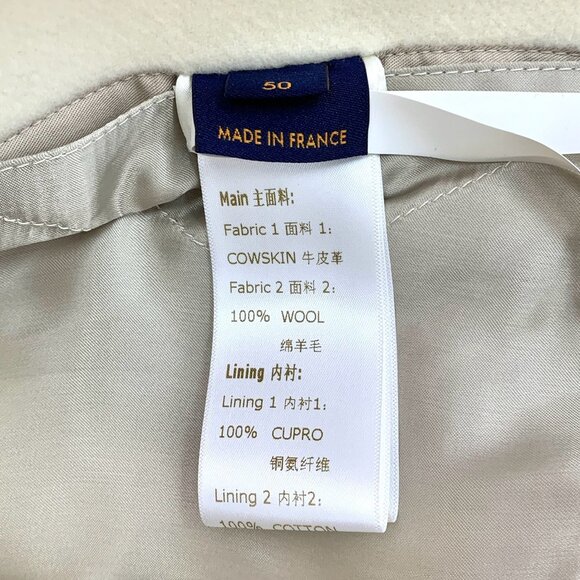 50
MADE IN FRANCE
Main 主面料:
Fabric 1 面料 1:
COWSKIN 牛皮革
Fabric 2 面料 2:
100% WOOL
绵羊毛
Lining 内衬:
Lining 1 内衬1:
100% CUPRO
铜氨纤维
Lining 2 内衬2:
100% COTTON